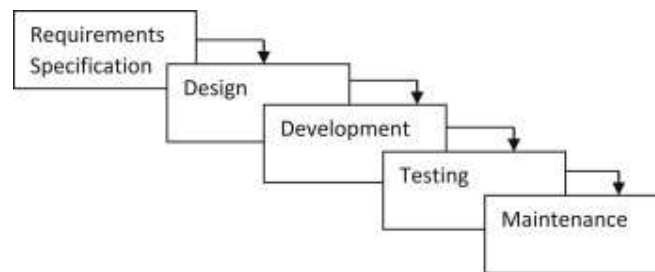 Requirements
Specification
Design
Development
Testing
Maintenance